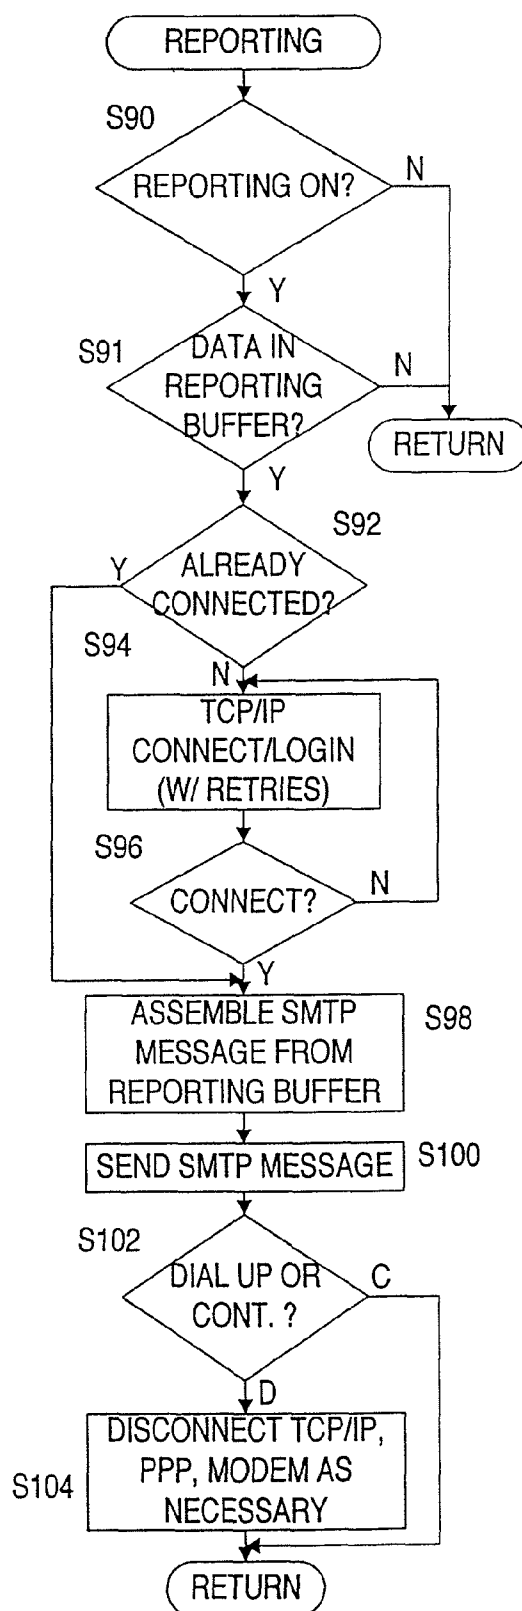 REPORTING
S90
REPORTING ON?
N
Y
S91
DATA IN
REPORTING
BUFFER?
N
RETURN
Y
S92
ALREADY
CONNECTED?
Y
S94
N
TCP/IP
CONNECT/LOGIN
(W/ RETRIES)
S96
CONNECT?
N
Y
ASSEMBLE SMTP
MESSAGE FROM
REPORTING BUFFER
S98
SEND SMTP MESSAGE
S100
S102
DIAL UP OR
CONT. ?
C
D
DISCONNECT TCP/IP,
PPP, MODEM AS
NECESSARY
S104
RETURN